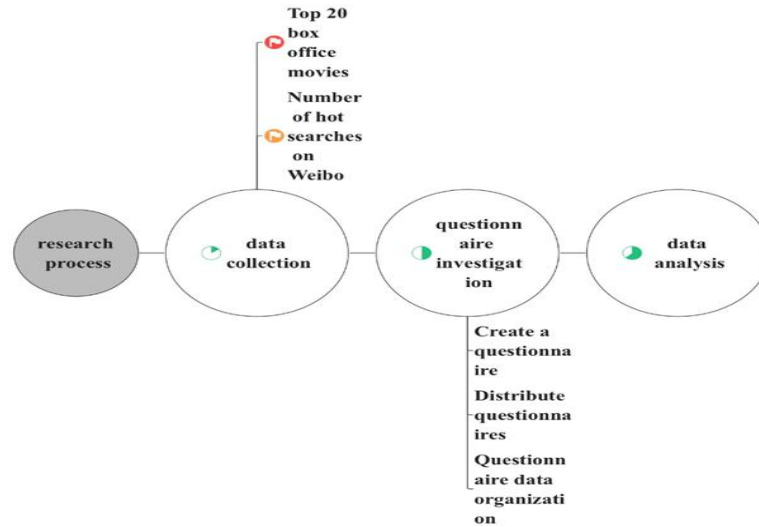 Top 20
box
office
movies
Number
of hot
searches
on
Weibo
research
process
data
collection
questionn
aire
investigat
ion
data
analysis
Create a
questionna
ire
Distribute
questionna
ires
Questionn
aire data
organizati
on